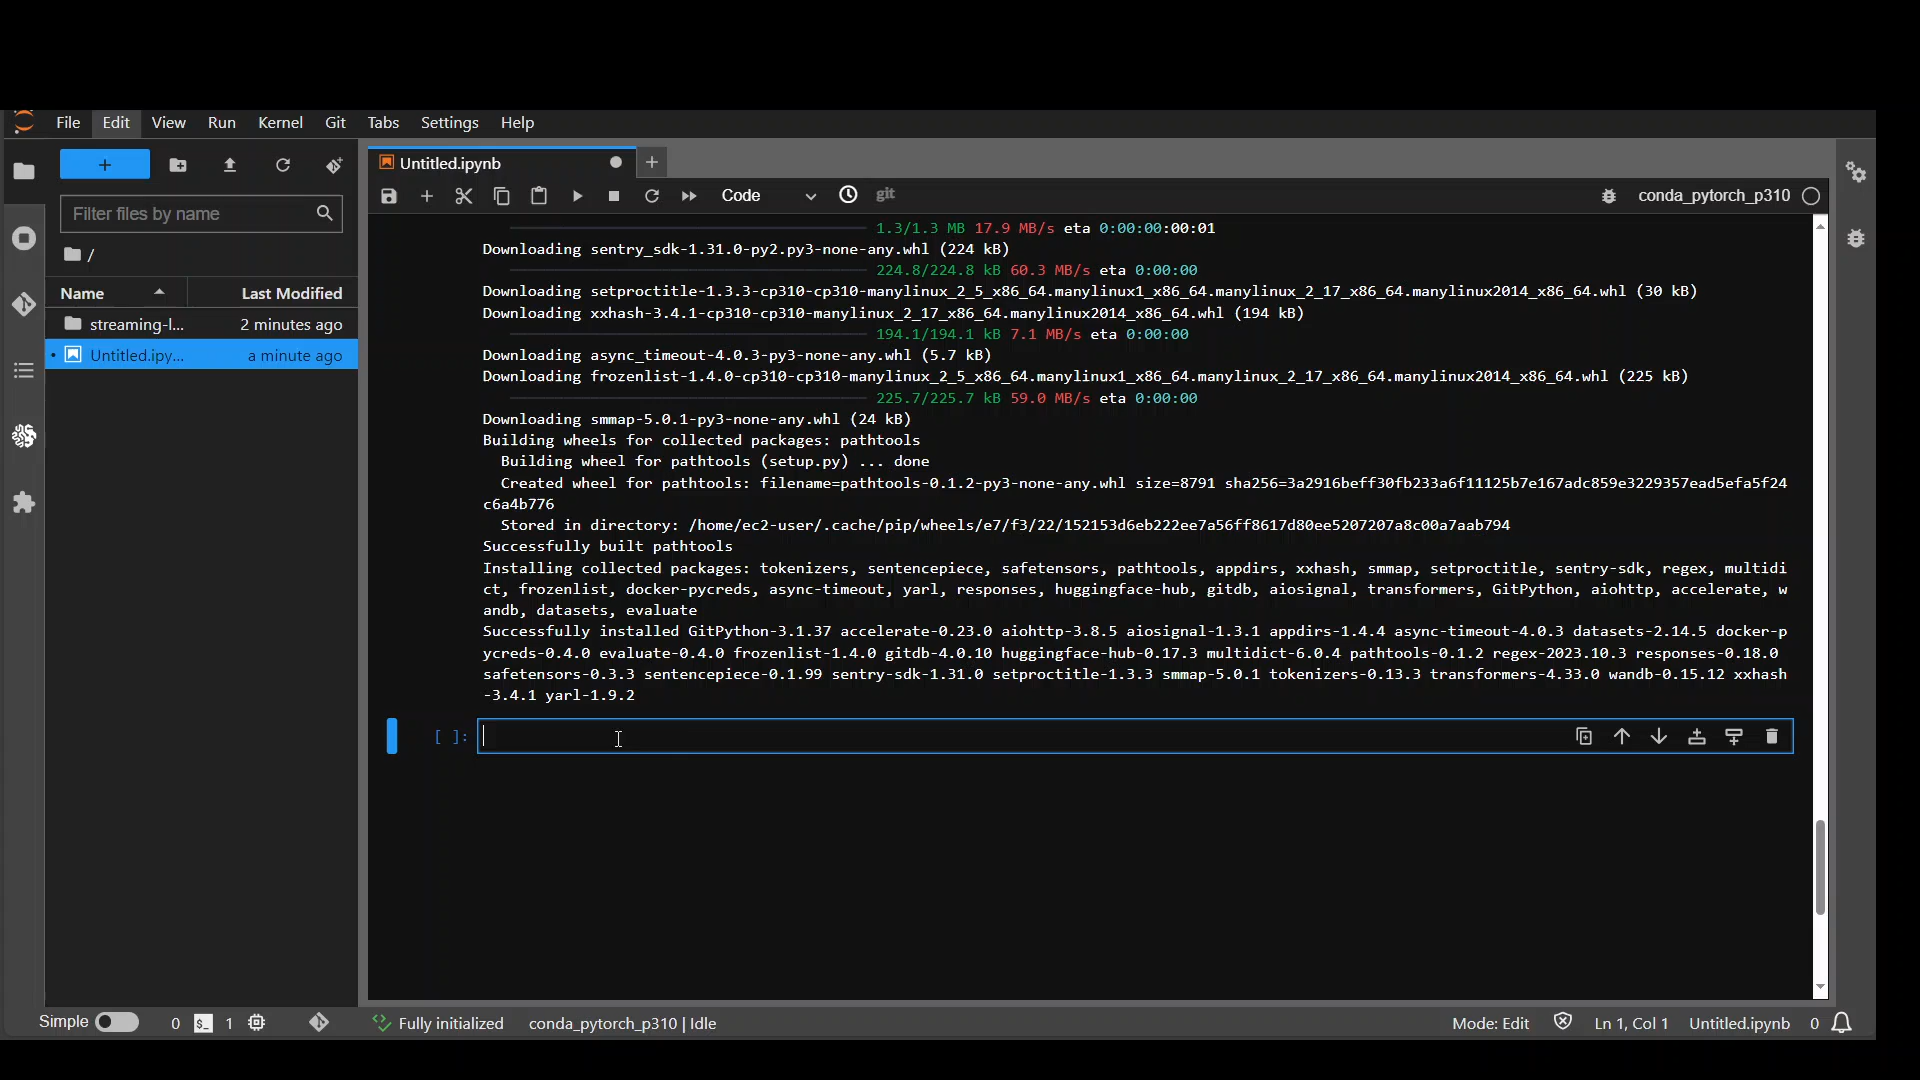 File Edit View Run Kernel Git Tabs Settings Help
+
Filter files by name
/
Name Last Modified
streaming-l... 2 minutes ago
Untitled.ipy... a minute ago
Untitled.ipynb
Code git conda_pytorch_p310
1.3/1.3 MB 17.9 MB/s eta 0:00:00:00:01
Downloading sentry_sdk-1.31.0-py2.py3-none-any.whl (224 kB)
224.8/224.8 kB 60.3 MB/s eta 0:00:00
Downloading setproctitle-1.3.3-cp310-cp310-manylinux_2_5_x86_64.manylinux1_x86_64.manylinux_2_17_x86_64.manylinux2014_x86_64.whl (30 kB)
Downloading xxhash-3.4.1-cp310-cp310-manylinux_2_17_x86_64.manylinux2014_x86_64.whl (194 kB)
194.1/194.1 kB 7.1 MB/s eta 0:00:00
Downloading async_timeout-4.0.3-py3-none-any.whl (5.7 kB)
Downloading frozenlist-1.4.0-cp310-cp310-manylinux_2_5_x86_64.manylinux1_x86_64.manylinux_2_17_x86_64.manylinux2014_x86_64.whl (225 kB)
225.7/225.7 kB 59.0 MB/s eta 0:00:00
Downloading smmap-5.0.1-py3-none-any.whl (24 kB)
Building wheels for collected packages: pathtools
Building wheel for pathtools (setup.py) ... done
Created wheel for pathtools: filename=pathtools-0.1.2-py3-none-any.whl size=8791 sha256=3a2916beff30fb233a6f11125b7e167adc859e3229357ead5efa5f24
c6a4b776
Stored in directory: /home/ec2-user/.cache/pip/wheels/e7/f3/22/152153d6eb222ee7a56ff8617d80ee5207207a8c00a7aab794
Successfully built pathtools
Installing collected packages: tokenizers, sentencepiece, safetensors, pathtools, appdirs, xxhash, smmap, setproctitle, sentry-sdk, regex, multidi
ct, frozenlist, docker-pycreds, async-timeout, yarl, responses, huggingface-hub, gitdb, aiosignal, transformers, GitPython, aiohttp, accelerate, w
andb, datasets, evaluate
Successfully installed GitPython-3.1.37 accelerate-0.23.0 aiohttp-3.8.5 aiosignal-1.3.1 appdirs-1.4.4 async-timeout-4.0.3 datasets-2.14.5 docker-p
ycreds-0.4.0 evaluate-0.4.0 frozenlist-1.4.0 gitdb-4.0.10 huggingface-hub-0.17.3 multidict-6.0.4 pathtools-0.1.2 regex-2023.10.3 responses-0.18.0
safetensors-0.3.3 sentencepiece-0.1.99 sentry-sdk-1.31.0 setproctitle-1.3.3 smmap-5.0.1 tokenizers-0.13.3 transformers-4.33.0 wandb-0.15.12 xxhash
-3.4.1 yarl-1.9.2
[ ]:
Simple 0 $_ 1 Fully initialized conda_pytorch_p310 | Idle Mode: Edit Ln 1, Col 1 Untitled.ipynb 0